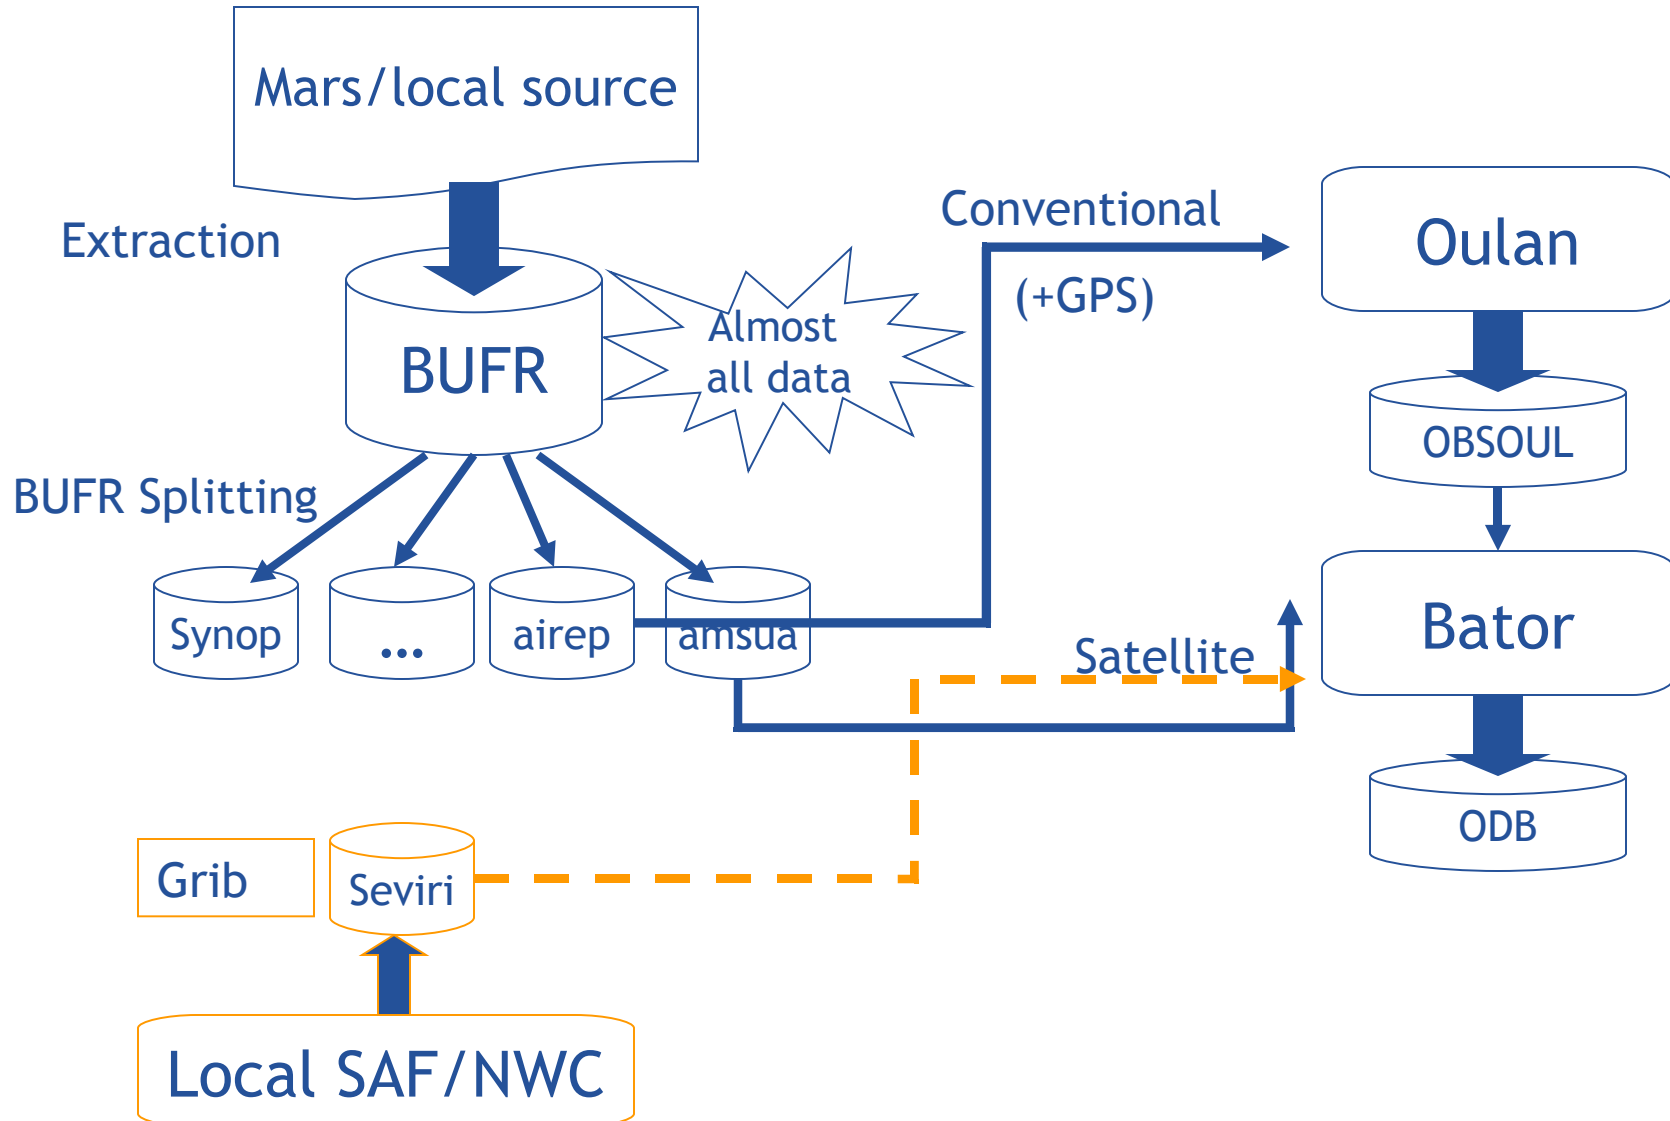 Mars/local source
Extraction
BUFR
Almost
all data
Conventional
(+GPS)
Oulan
OBSOUL
BUFR Splitting
Synop
...
airep
amsua
Satellite
Bator
ODB
Grib
Seviri
Local SAF/NWC